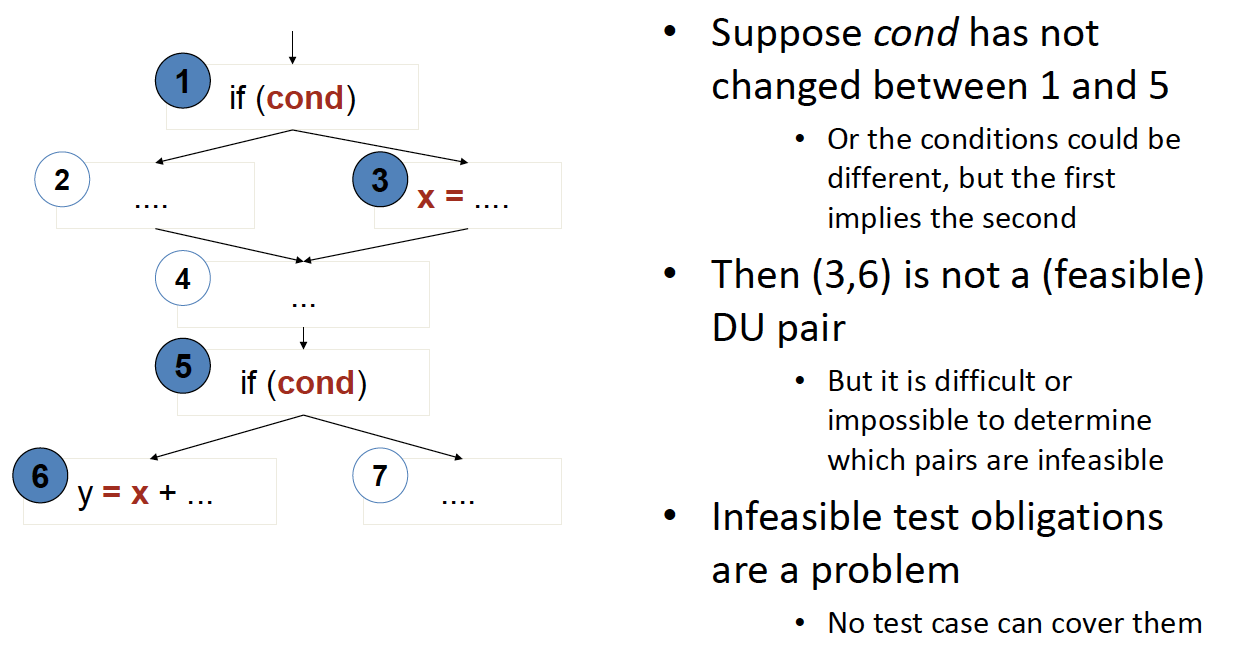 1
if (cond)
2
....
3
x = ....
4
...
5
if (cond)
6
y = x + ...
7
....
• Suppose cond has not
changed between 1 and 5
• Or the conditions could be
different, but the first
implies the second
• Then (3,6) is not a (feasible)
DU pair
• But it is difficult or
impossible to determine
which pairs are infeasible
• Infeasible test obligations
are a problem
• No test case can cover them